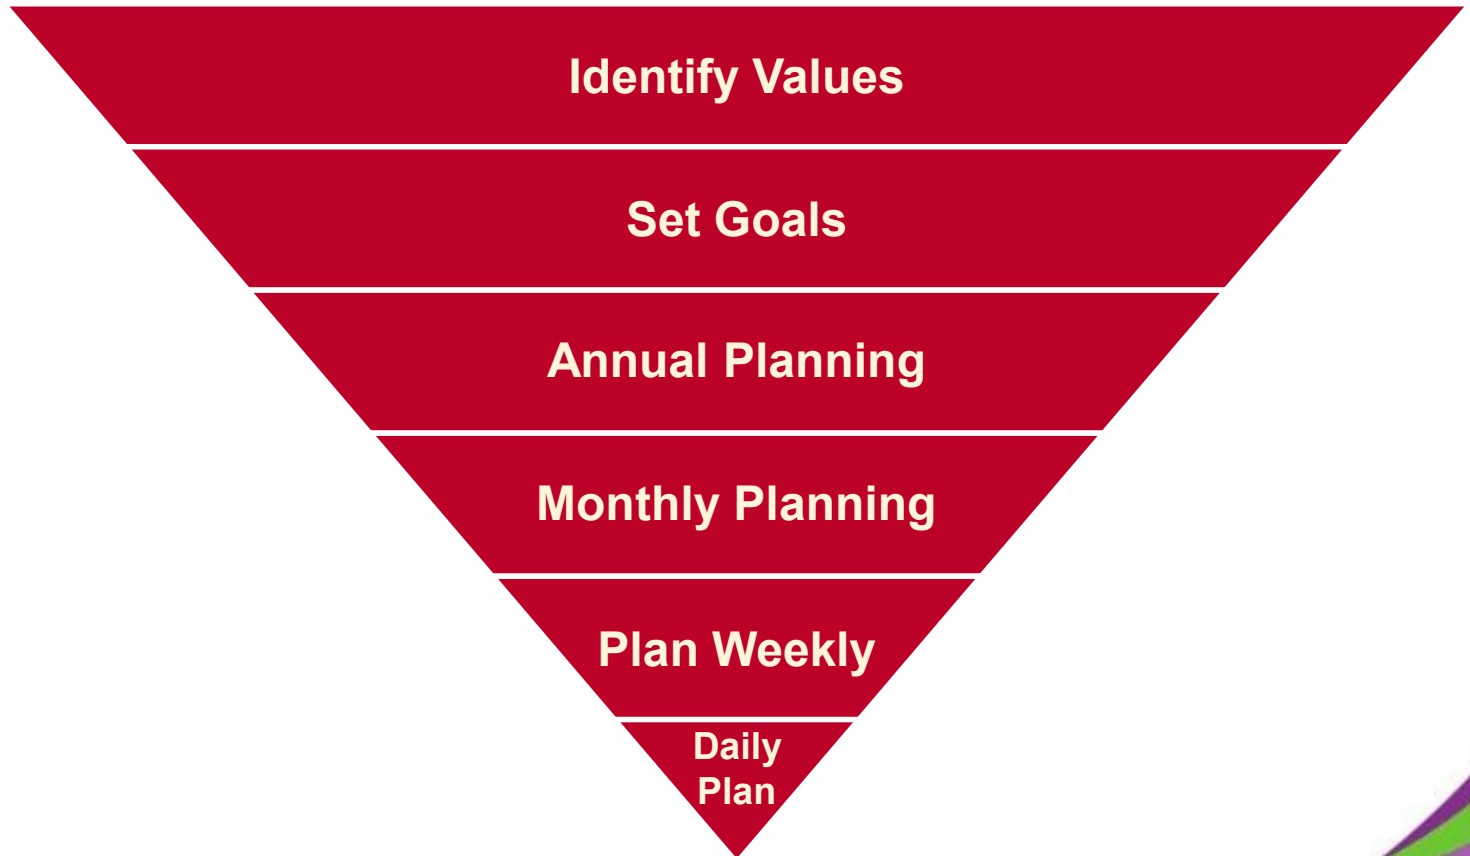 Identify Values
Set Goals
Annual Planning
Monthly Planning
Plan Weekly
Daily
Plan